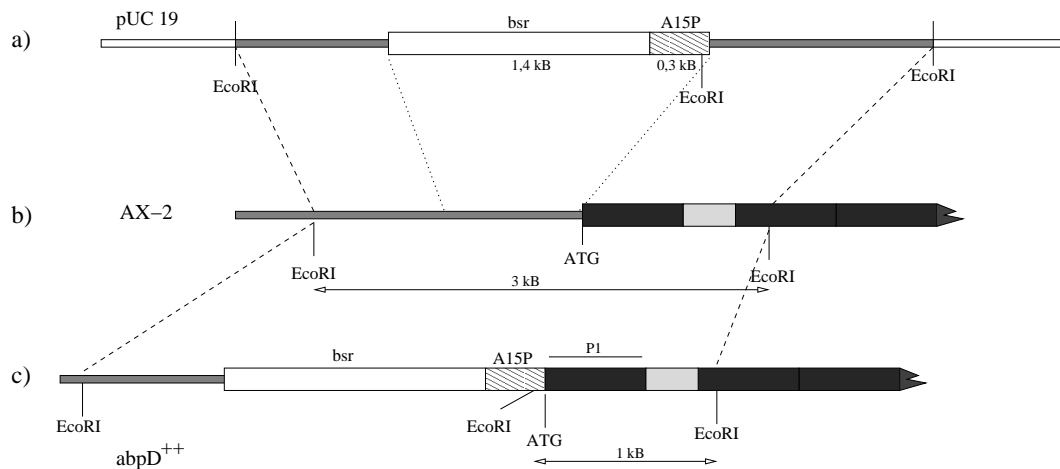 a) pUC 19 bsr A15P
1,4 kB 0,3 kB
EcoRI EcoRI EcoRI
b) AX–2
EcoRI ATG EcoRI
3 kB
c) bsr A15P P1
EcoRI EcoRI ATG EcoRI
abpD++ 1 kB